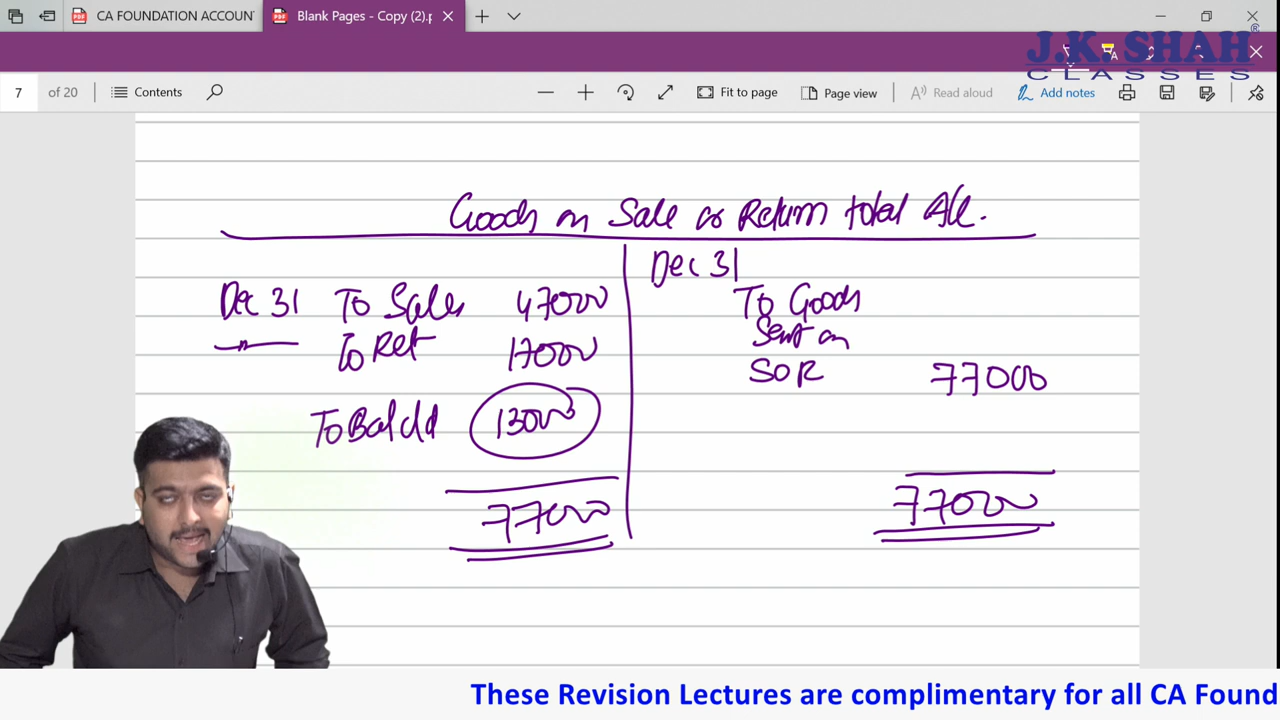 CA FOUNDATION ACCOUN
Blank Pages - Copy (2).p
J.K. SHAH®
CLASSES
7 of 20
Contents
Fit to page
Page view
Read aloud
Add notes
Goods on Sale or Return total A/c.
Dec 31 To Sales 47000
To Ret 17000
To Bal c/d 13000
77000
Dec 31
To Goods
Sent on
SOR 77000
77000
These Revision Lectures are complimentary for all CA Found